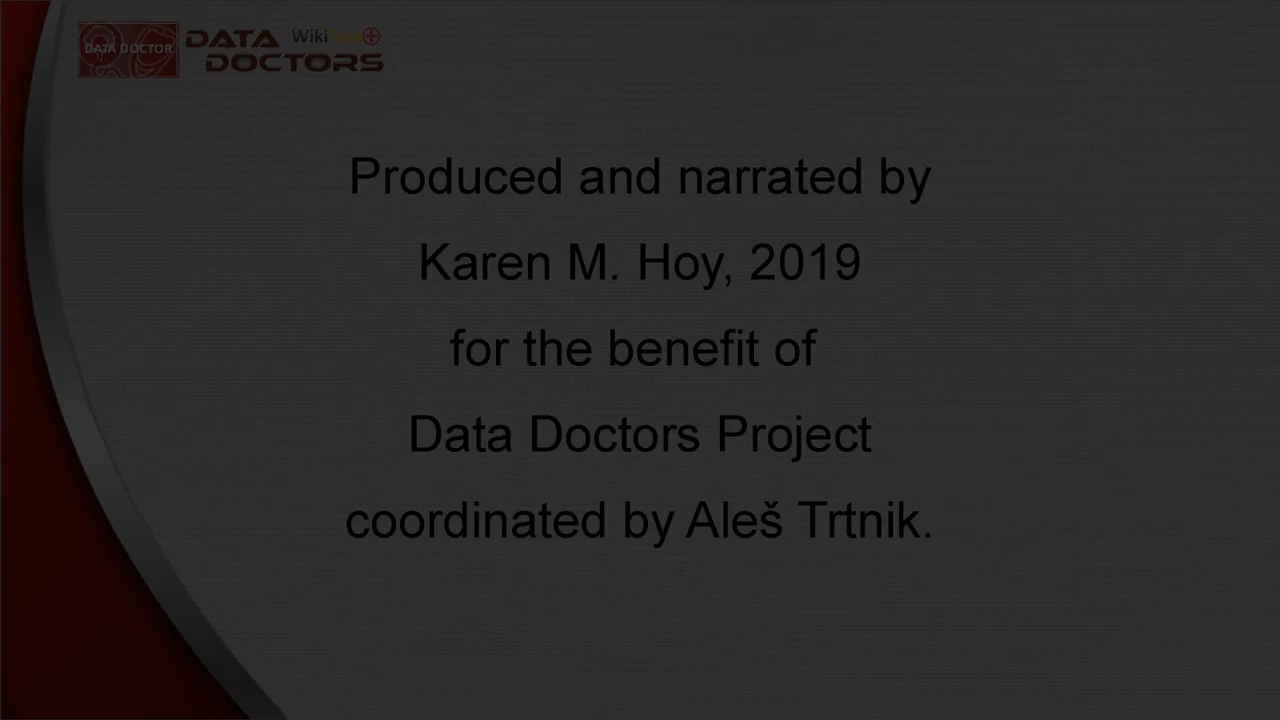 DATA DOCTOR
DATA
Wiki
DOCTORS
Produced and narrated by
Karen M. Hoy, 2019
for the benefit of
Data Doctors Project
coordinated by Aleš Trtnik.